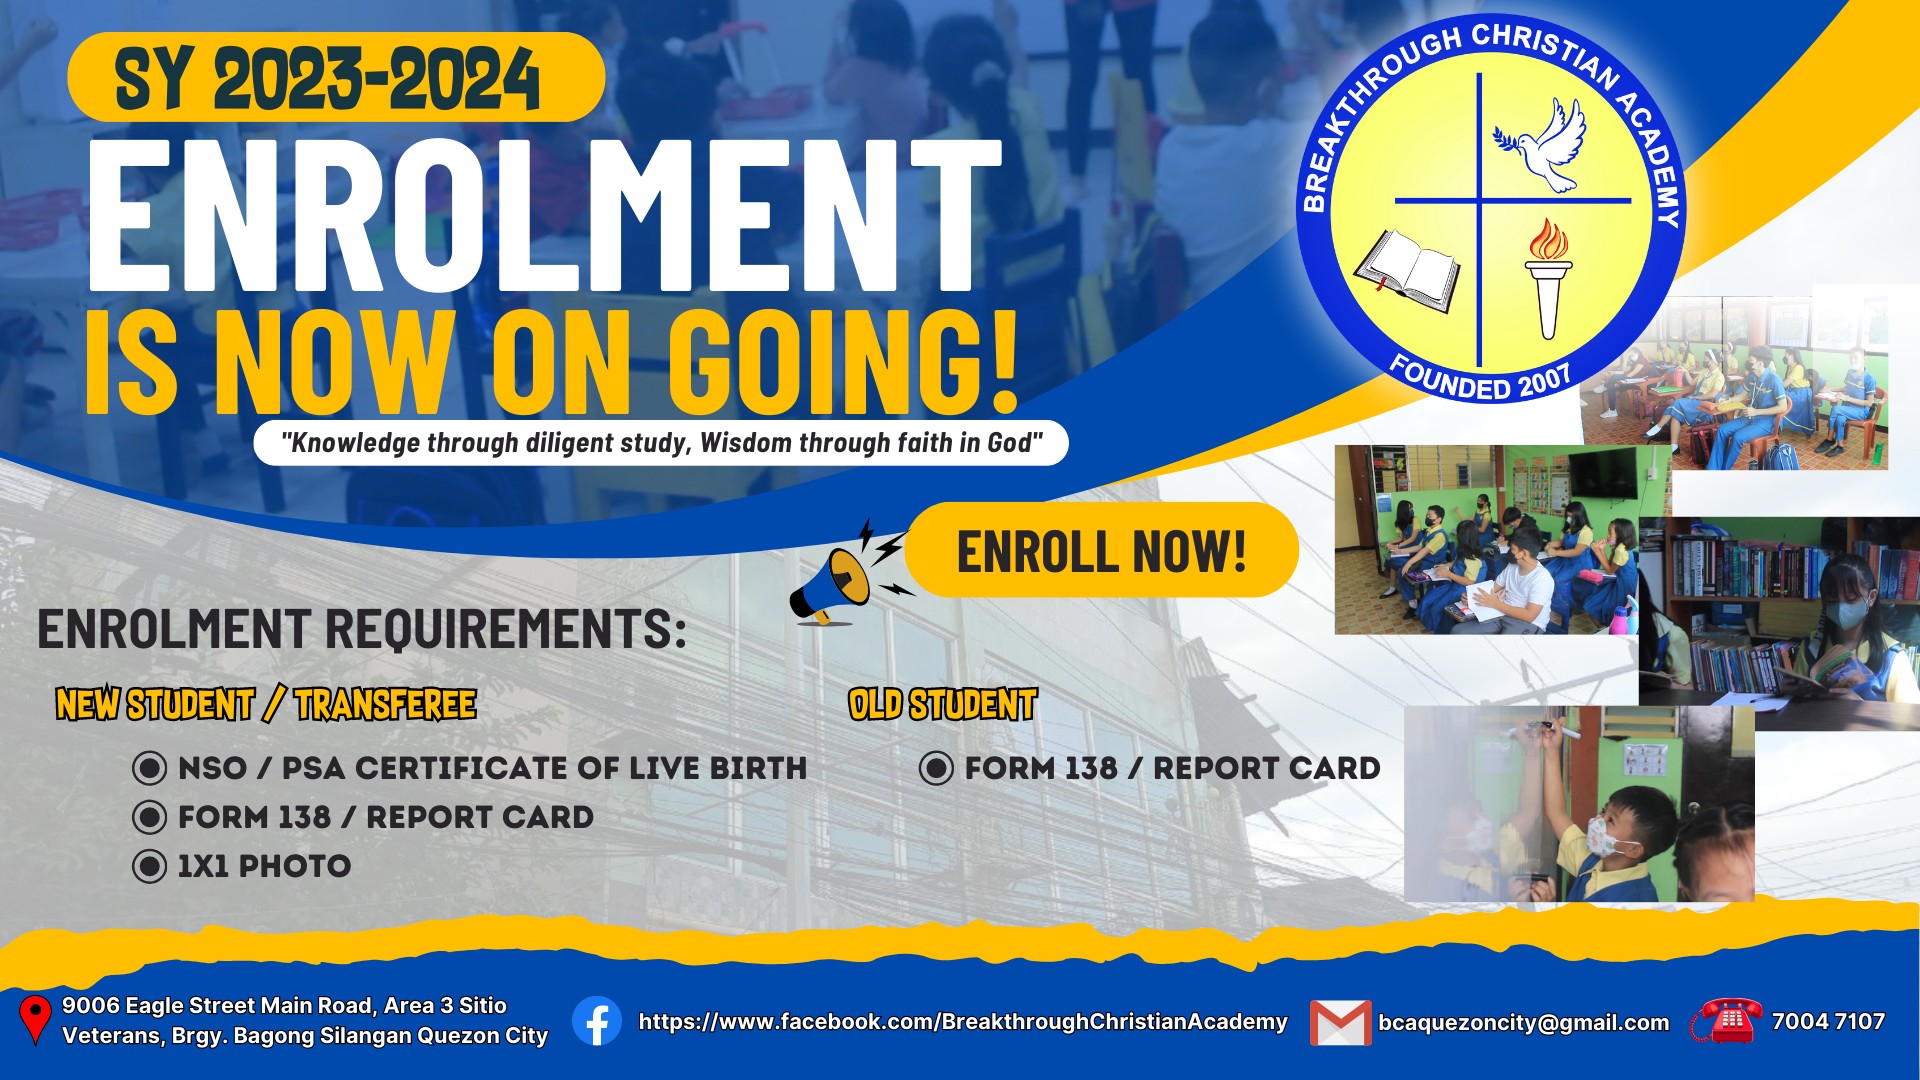 SY 2023-2024
ENROLMENT
IS NOW ON GOING!
"Knowledge through diligent study, Wisdom through faith in God"
BREAKTHROUGH CHRISTIAN ACADEMY
FOUNDED 2007
ENROLL NOW!
ENROLMENT REQUIREMENTS:
NEW STUDENT / TRANSFEREE
NSO / PSA CERTIFICATE OF LIVE BIRTH
FORM 138 / REPORT CARD
1X1 PHOTO
OLD STUDENT
FORM 138 / REPORT CARD
9006 Eagle Street Main Road, Area 3 Sitio
Veterans, Brgy. Bagong Silangan Quezon City
https://www.facebook.com/BreakthroughChristianAcademy
bcaquezoncity@gmail.com
7004 7107